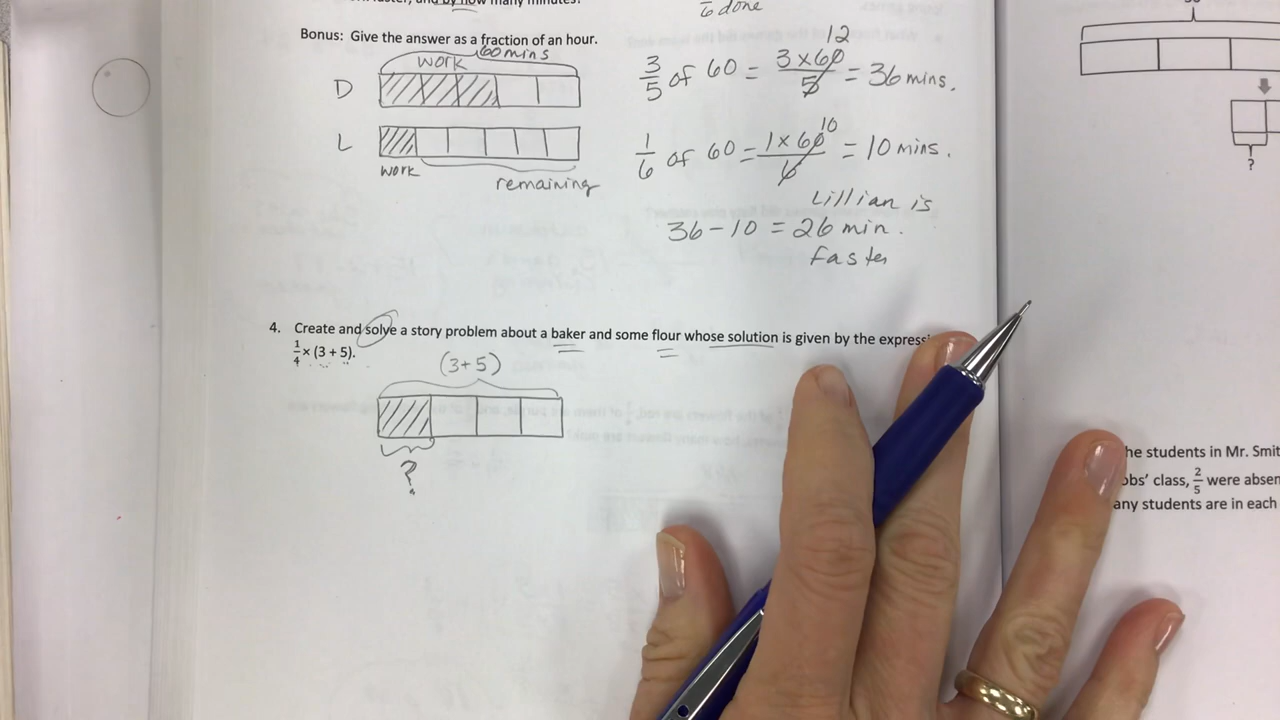 many minutes.
6 done
Bonus: Give the answer as a fraction of an hour.
60 mins
work
D
L
work
remaining
3/5 of 60 = 3 x 60/5 = 36 mins.
12
1/6 of 60 = 1 x 60/6 = 10 mins.
10
Lillian is
36 - 10 = 26 min.
faster
4. Create and solve a story problem about a baker and some flour whose solution is given by the
1/4 x (3 + 5).
(3+5)
?
?
he students in Mr.
class, 2/5 were
any students are in each